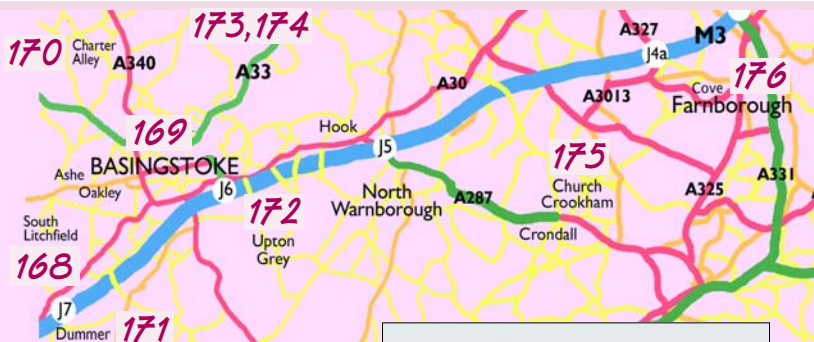 173,174
A327
M3
170
Charter
Alley
A340
A33
J4a
176
A30
Cove
A3013
Farnborough
169
Hook
J5
175
Ashe
BASINGSTOKE
Oakley
J6
North
Warnborough
A287
Church
Crookham
A325
A331
172
South
Litchfield
Upton
Grey
Crondall
168
J7
Dummer
171